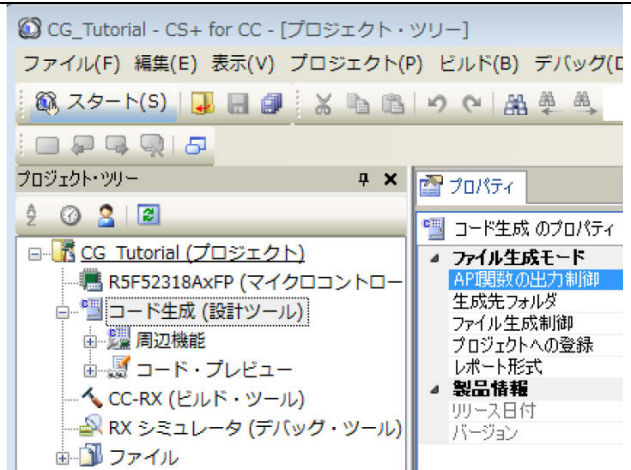 CG_Tutorial - CS+ for CC - [プロジェクト・ツリー]
ファイル(F) 編集(E) 表示(V) プロジェクト(P) ビルド(B) デバッグ(D
スタート(S)
プロジェクト・ツリー
プロパティ
コード生成 のプロパティ
CG_Tutorial (プロジェクト)
R5F52318AxFP (マイクロコントロー
コード生成 (設計ツール)
周辺機能
コード・プレビュー
CC-RX (ビルド・ツール)
RX シミュレータ (デバッグ・ツール)
ファイル
ファイル生成モード
API関数の出力制御
生成先フォルダ
ファイル生成制御
プロジェクトへの登録
レポート形式
製品情報
リリース日付
バージョン